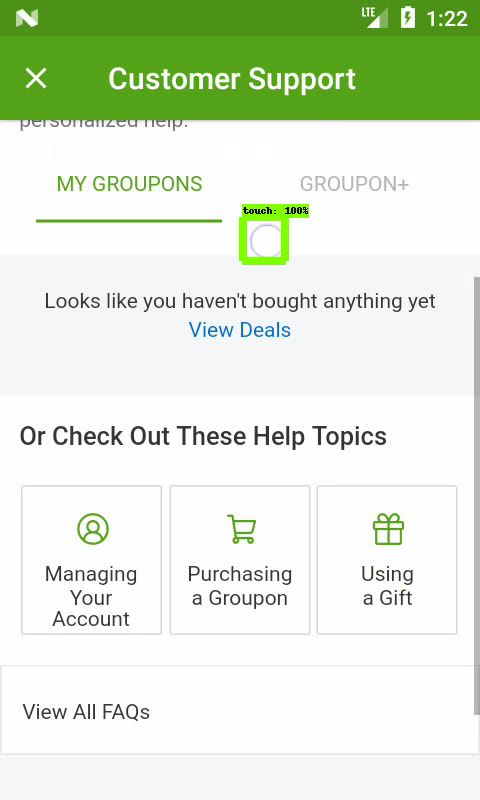 LTE 1:22
Customer Support
personalized help.
MY GROUPONS GROUPON+
touch: 100%
Looks like you haven't bought anything yet
View Deals
Or Check Out These Help Topics
Managing
Your
Account
Purchasing
a Groupon
Using
a Gift
View All FAQs